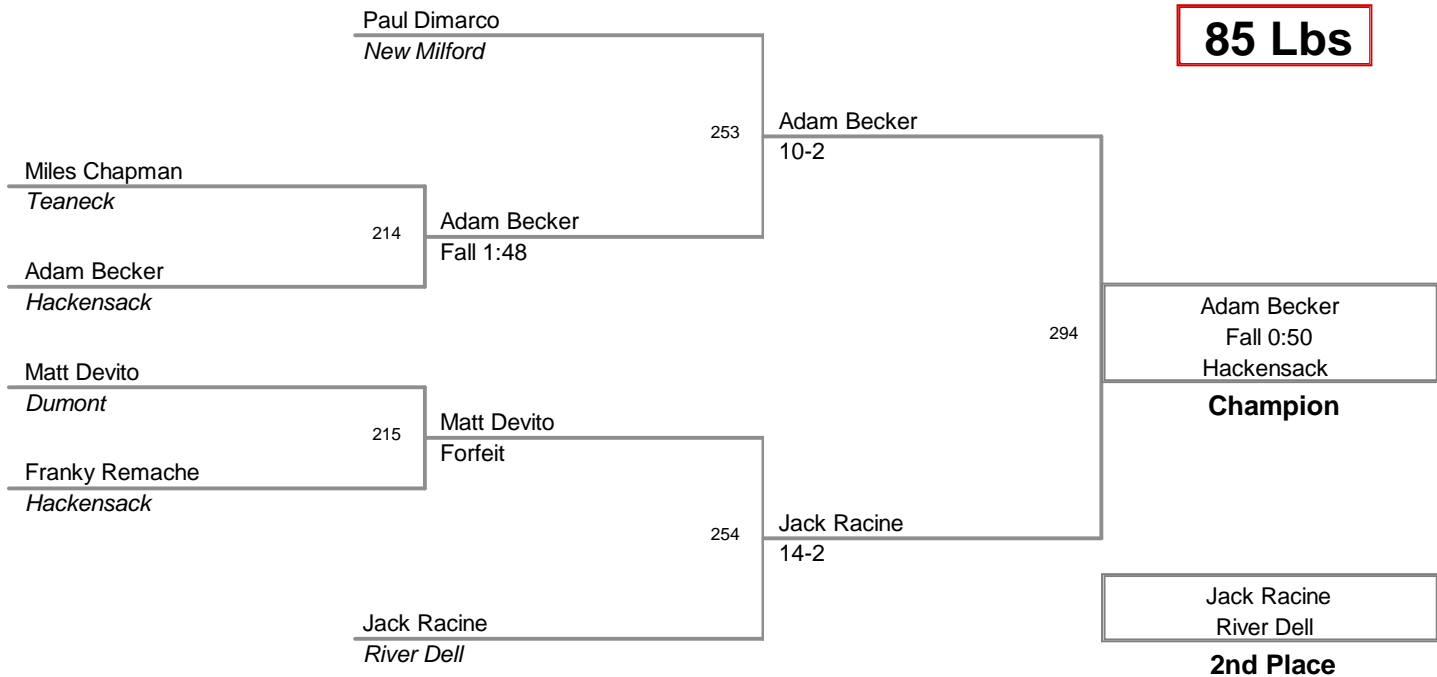 Paul Dimarco
New Milford
85 Lbs
253
Adam Becker
10-2
Miles Chapman
Teaneck
214
Adam Becker
Fall 1:48
Adam Becker
Hackensack
294
Adam Becker
Fall 0:50
Hackensack
Champion
Matt Devito
Dumont
215
Matt Devito
Forfeit
Franky Remache
Hackensack
254
Jack Racine
14-2
Jack Racine
River Dell
Jack Racine
River Dell
2nd Place